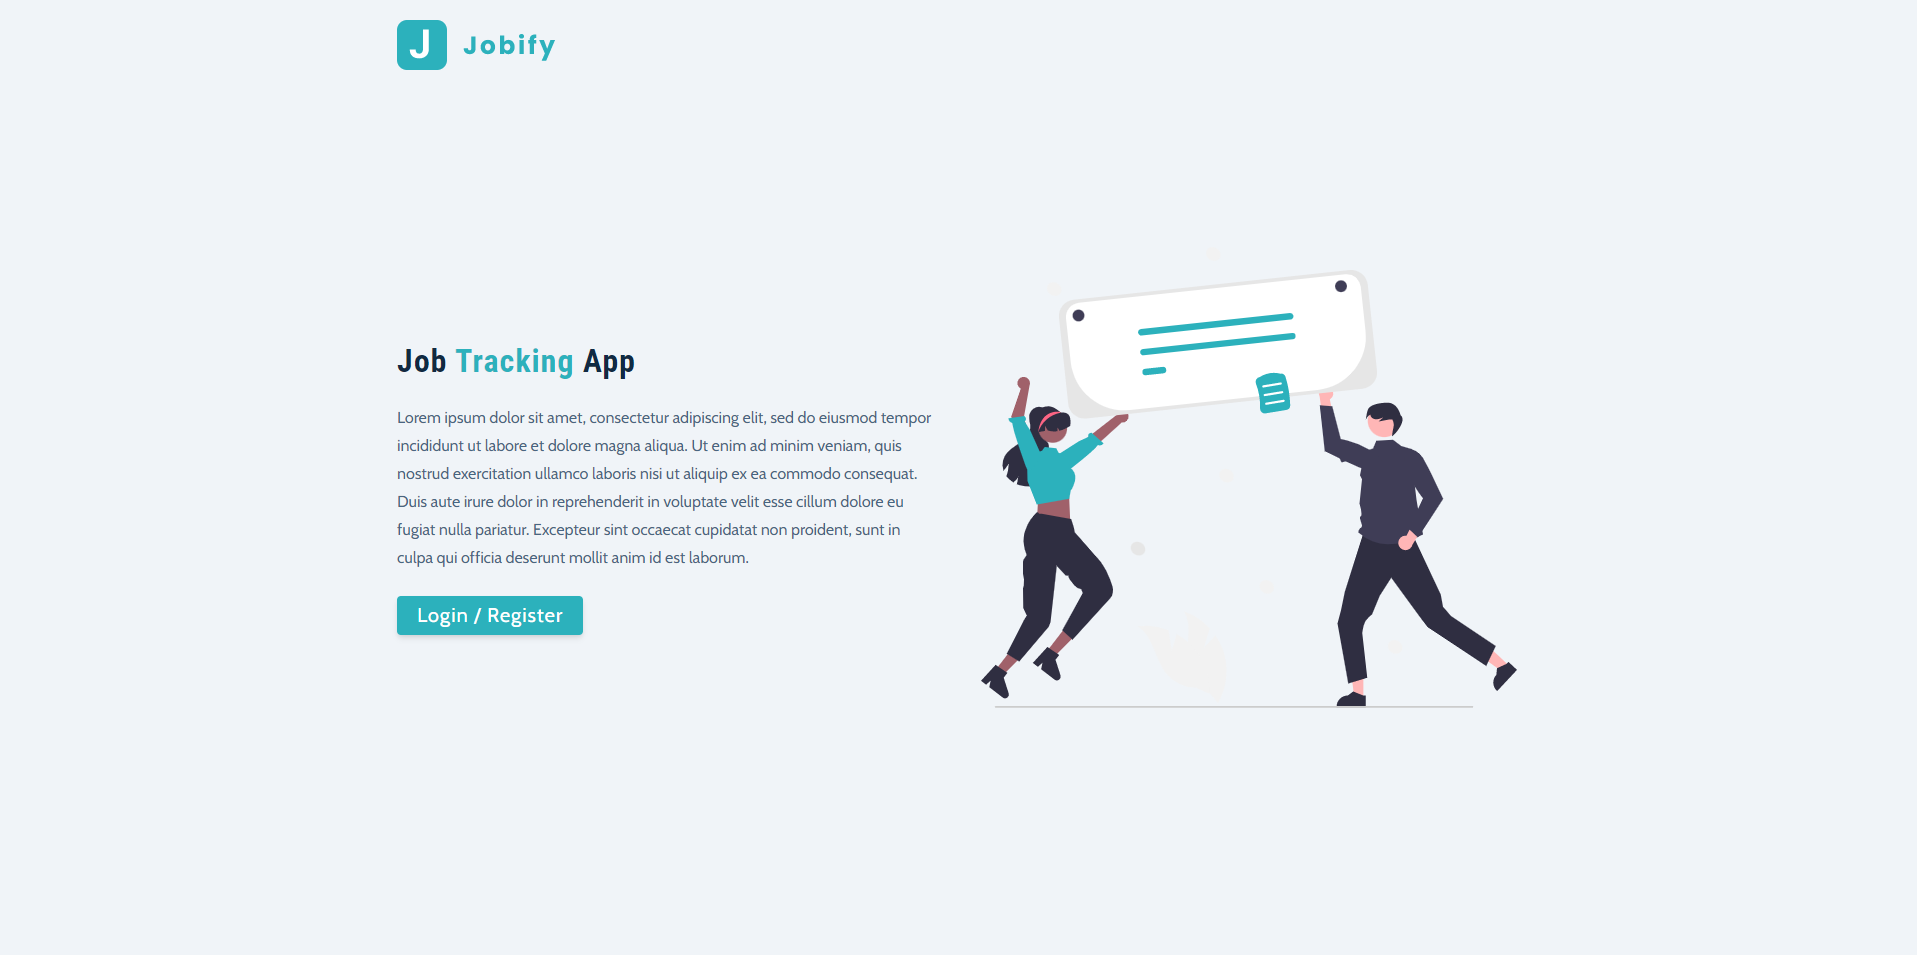 J
Jobify
Job Tracking App
Lorem ipsum dolor sit amet, consectetur adipiscing elit, sed do eiusmod tempor
incididunt ut labore et dolore magna aliqua. Ut enim ad minim veniam, quis
nostrud exercitation ullamco laboris nisi ut aliquip ex ea commodo consequat.
Duis aute irure dolor in reprehenderit in voluptate velit esse cillum dolore eu
fugiat nulla pariatur. Excepteur sint occaecat cupidatat non proident, sunt in
culpa qui officia deserunt mollit anim id est laborum.
Login / Register